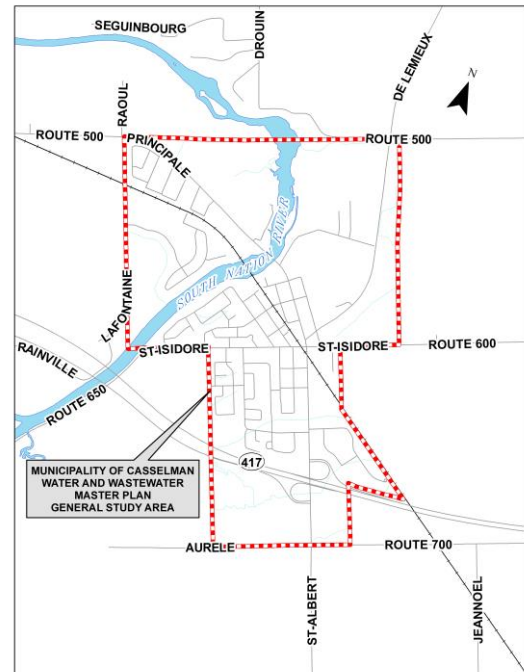 SEGUINBOURG
DROUIN
DE LEMIEUX
N
RAOUL
ROUTE 500
PRINCIPALE
ROUTE 500
SOUTH NATION RIVER
LAFONTAINE
RAINVILLE
ST-ISIDORE
ST-ISIDORE
ROUTE 600
ROUTE 650
417
MUNICIPALITY OF CASSELMAN
WATER AND WASTEWATER
MASTER PLAN
GENERAL STUDY AREA
AURELE
ROUTE 700
ST-ALBERT
JEANNOEL